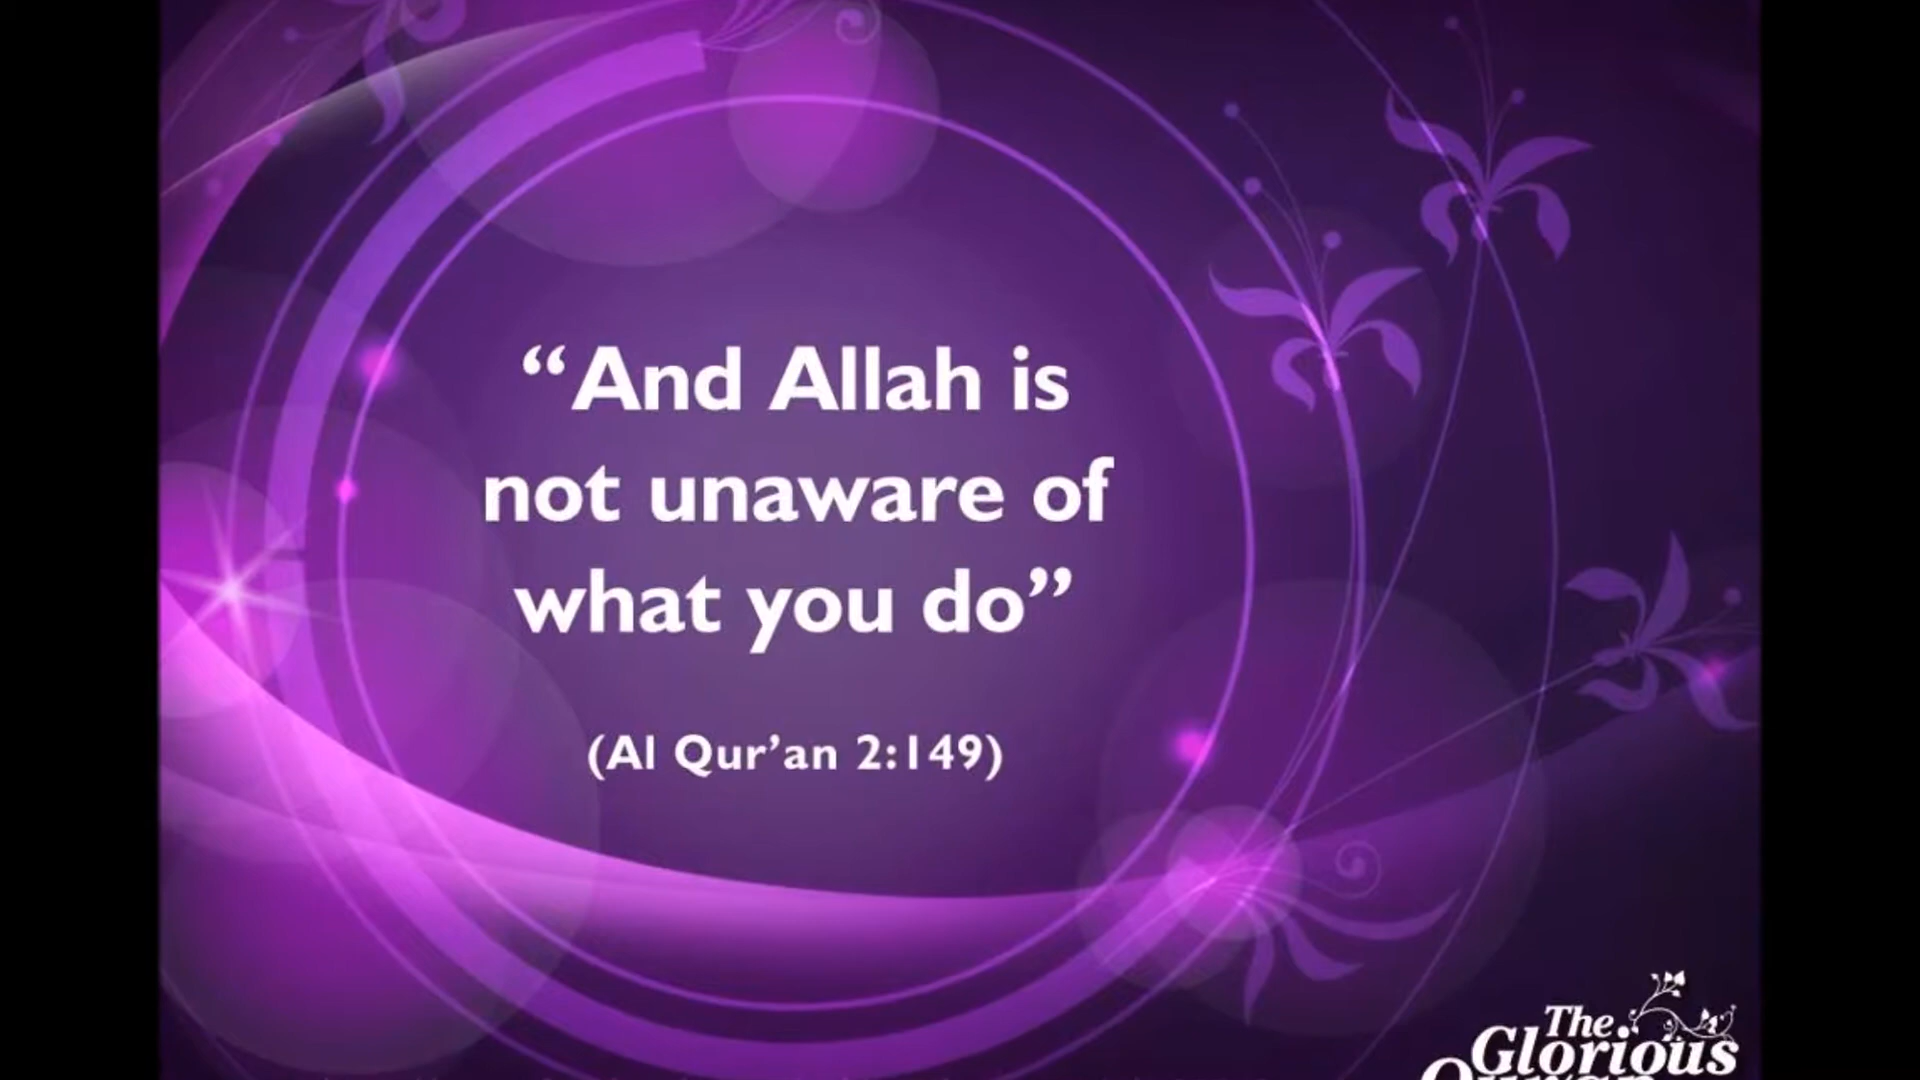 “And Allah is
not unaware of
what you do”
(Al Qur’an 2:149)
The
Glorious